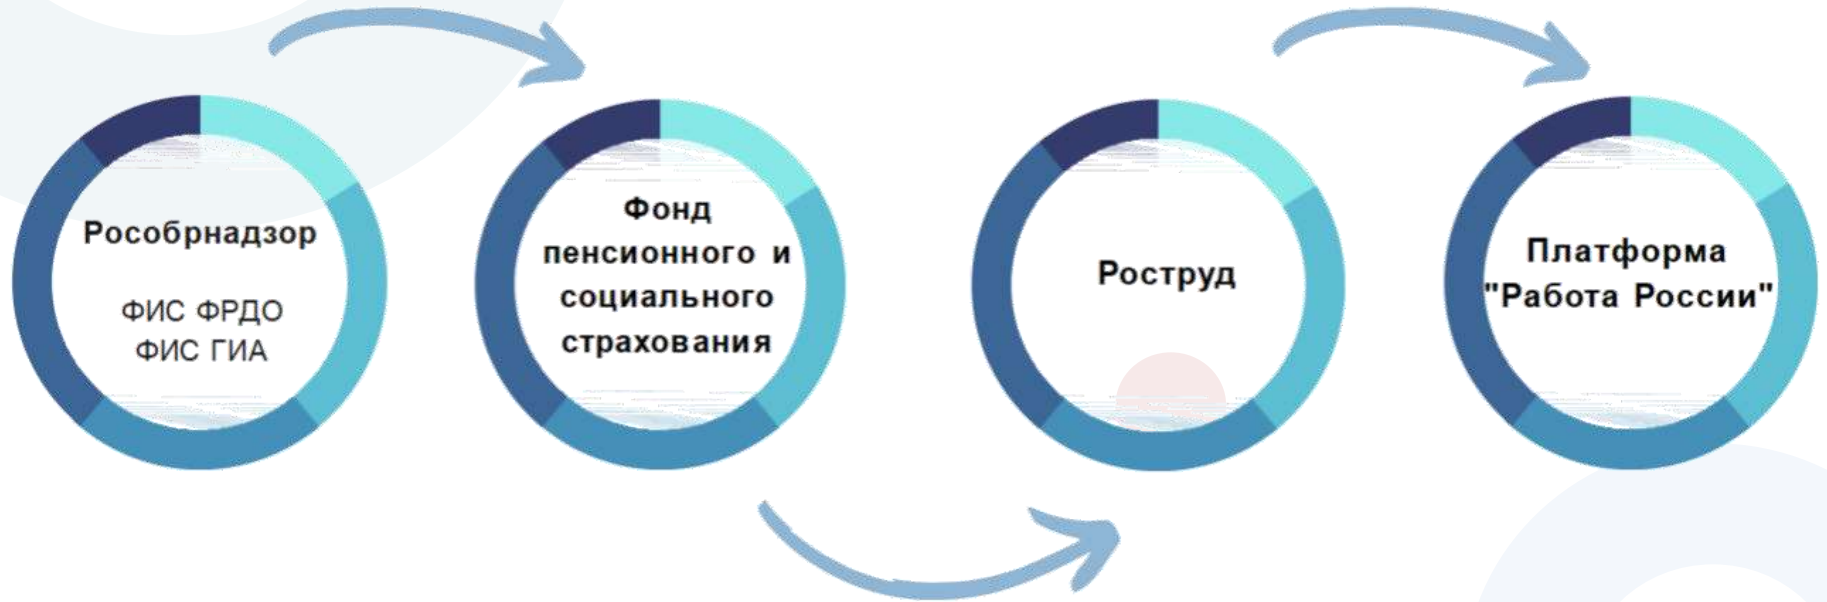 Рособрнадзор
ФИС ФРДО
ФИС ГИА
Фонд
пенсионного и
социального
страхования
Роструд
Платформа
"Работа России"